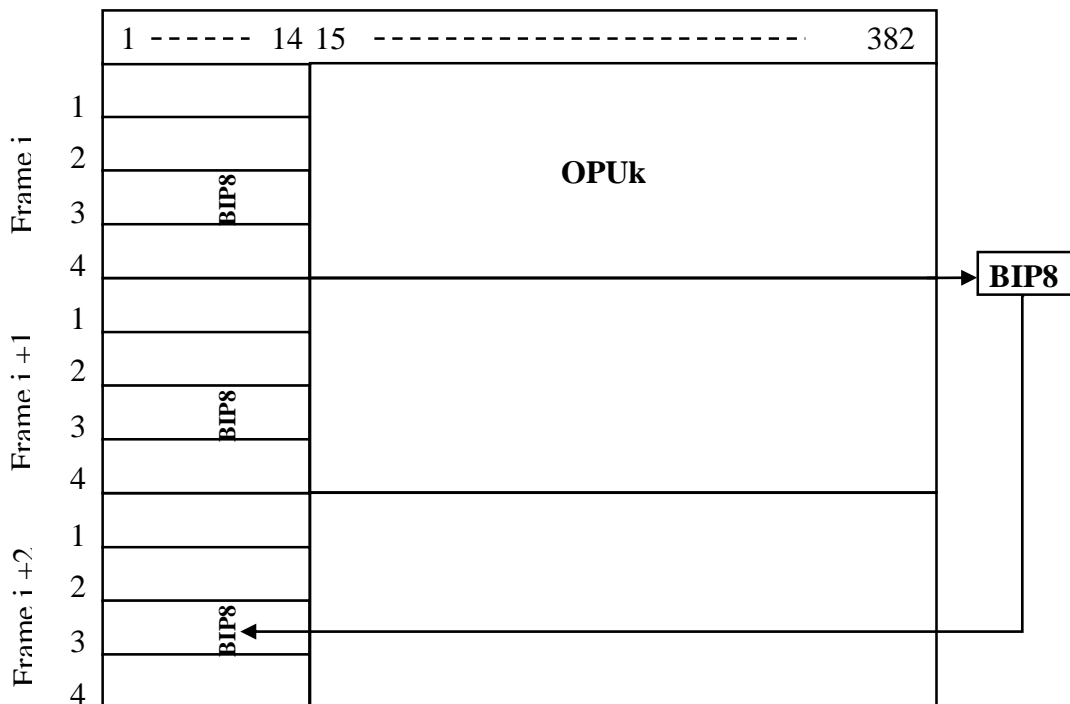 1 ------- 14 15 ---------------------------- 382
Frame i
1
2
3
4
BIP8
OPUk
BIP8
Frame i +1
1
2
3
4
BIP8
Frame i +2
1
2
3
4
BIP8